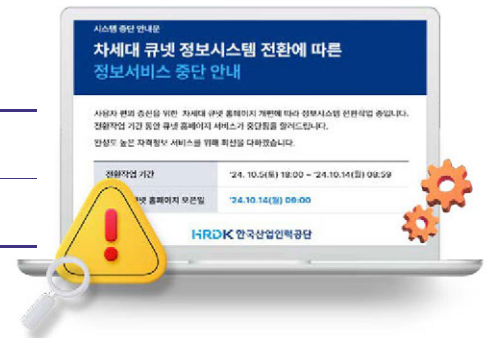 시스템 중단 안내문
차세대 큐넷 정보시스템 전환에 따른
정보서비스 중단 안내
사용자 편의 증진을 위한 차세대 큐넷 홈페이지 개편에 따라 정보시스템 전환작업 중입니다.
전환작업 기간 동안 큐넷 홈페이지 서비스가 중단됨을 알려드립니다.
완성도 높은 자격정보 서비스를 위해 최선을 다하겠습니다.
전환작업 기간 '24. 10.5(토) 18:00 ~ '24.10.14(월) 08:59
큐넷 홈페이지 오픈일 '24.10.14(월) 09:00
HRDK 한국산업인력공단